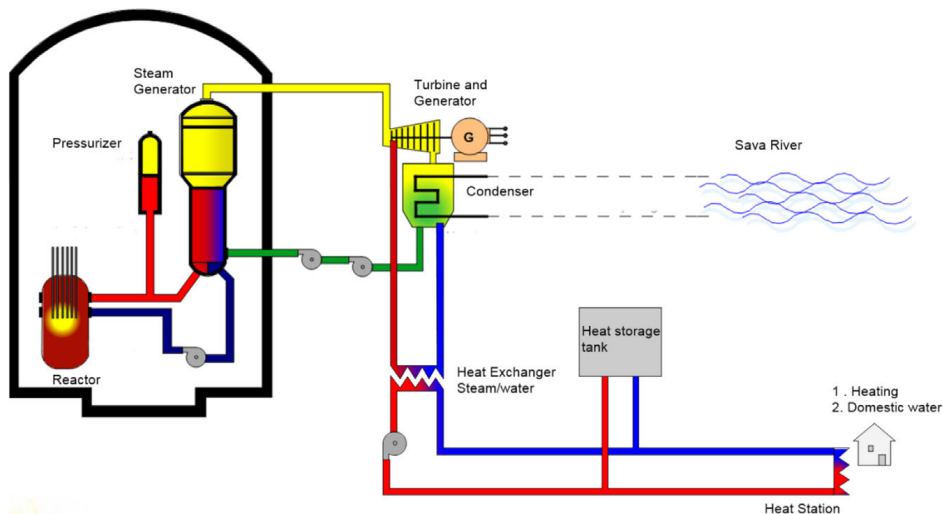 Steam
Generator
Turbine and
Generator
G
Pressurizer
Condenser
Sava River
Reactor
Heat Exchanger
Steam/water
Heat storage
tank
1 . Heating
2. Domestic water
Heat Station